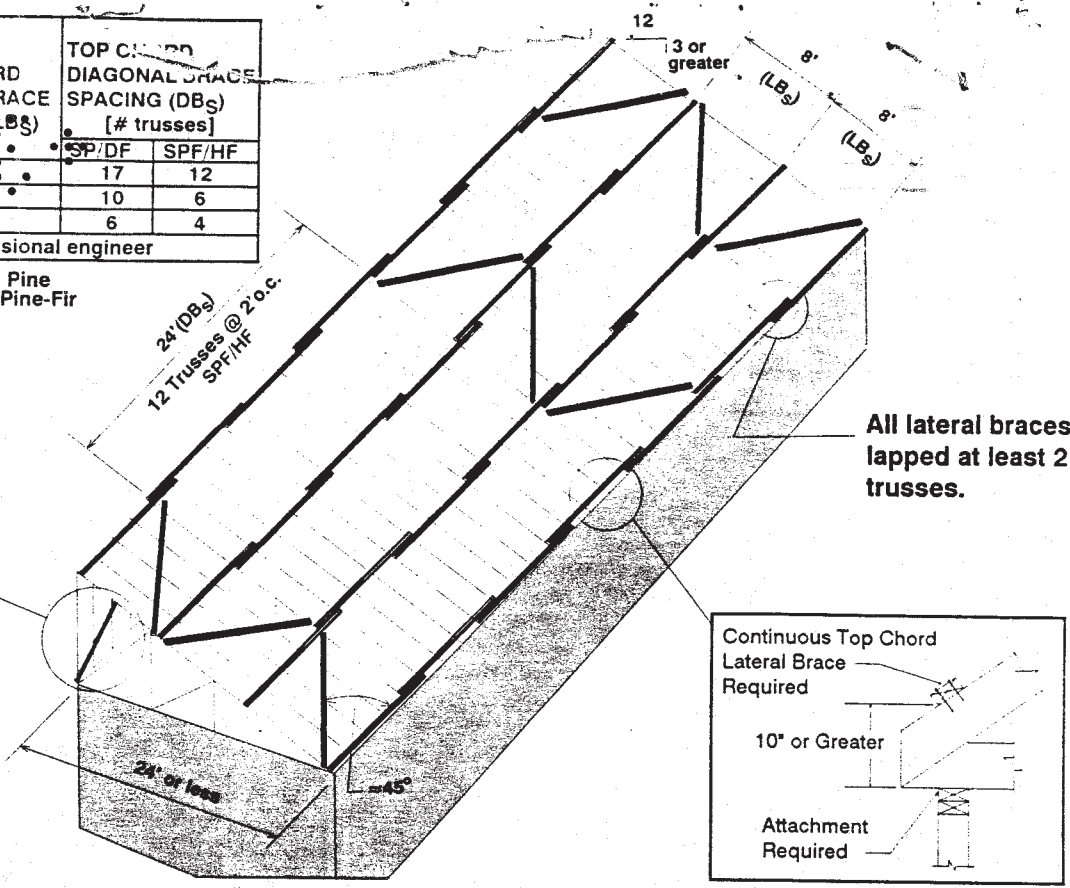 RD
RACE
LBS)
TOP CHORD
DIAGONAL BRACE
SPACING (DBS)
[# trusses]
SP/DF SPF/HF
17 12
10 6
6 4
sional engineer
Pine
Pine-Fir
12
3 or
greater
8'
(LBS)
8'
(LBS)
24' (DBS)
12 Trusses @ 2' o.c.
SPF/HF
All lateral braces
lapped at least 2
trusses.
24' or less
≈45°
Continuous Top Chord
Lateral Brace
Required
10" or Greater
Attachment
Required